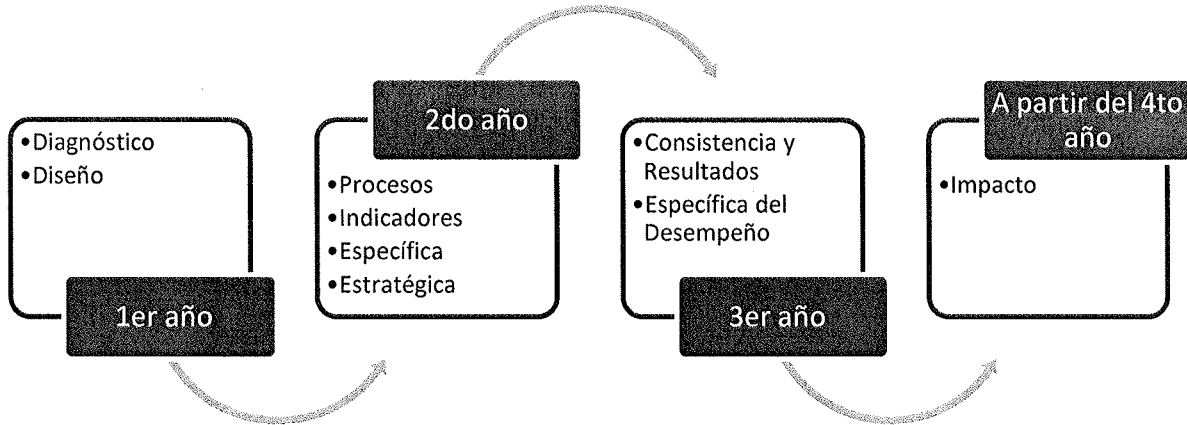 •Diagnóstico
•Diseño
1er año
2do año
•Procesos
•Indicadores
•Específica
•Estratégica
•Consistencia y
Resultados
•Específica del
Desempeño
3er año
A partir del 4to
año
•Impacto